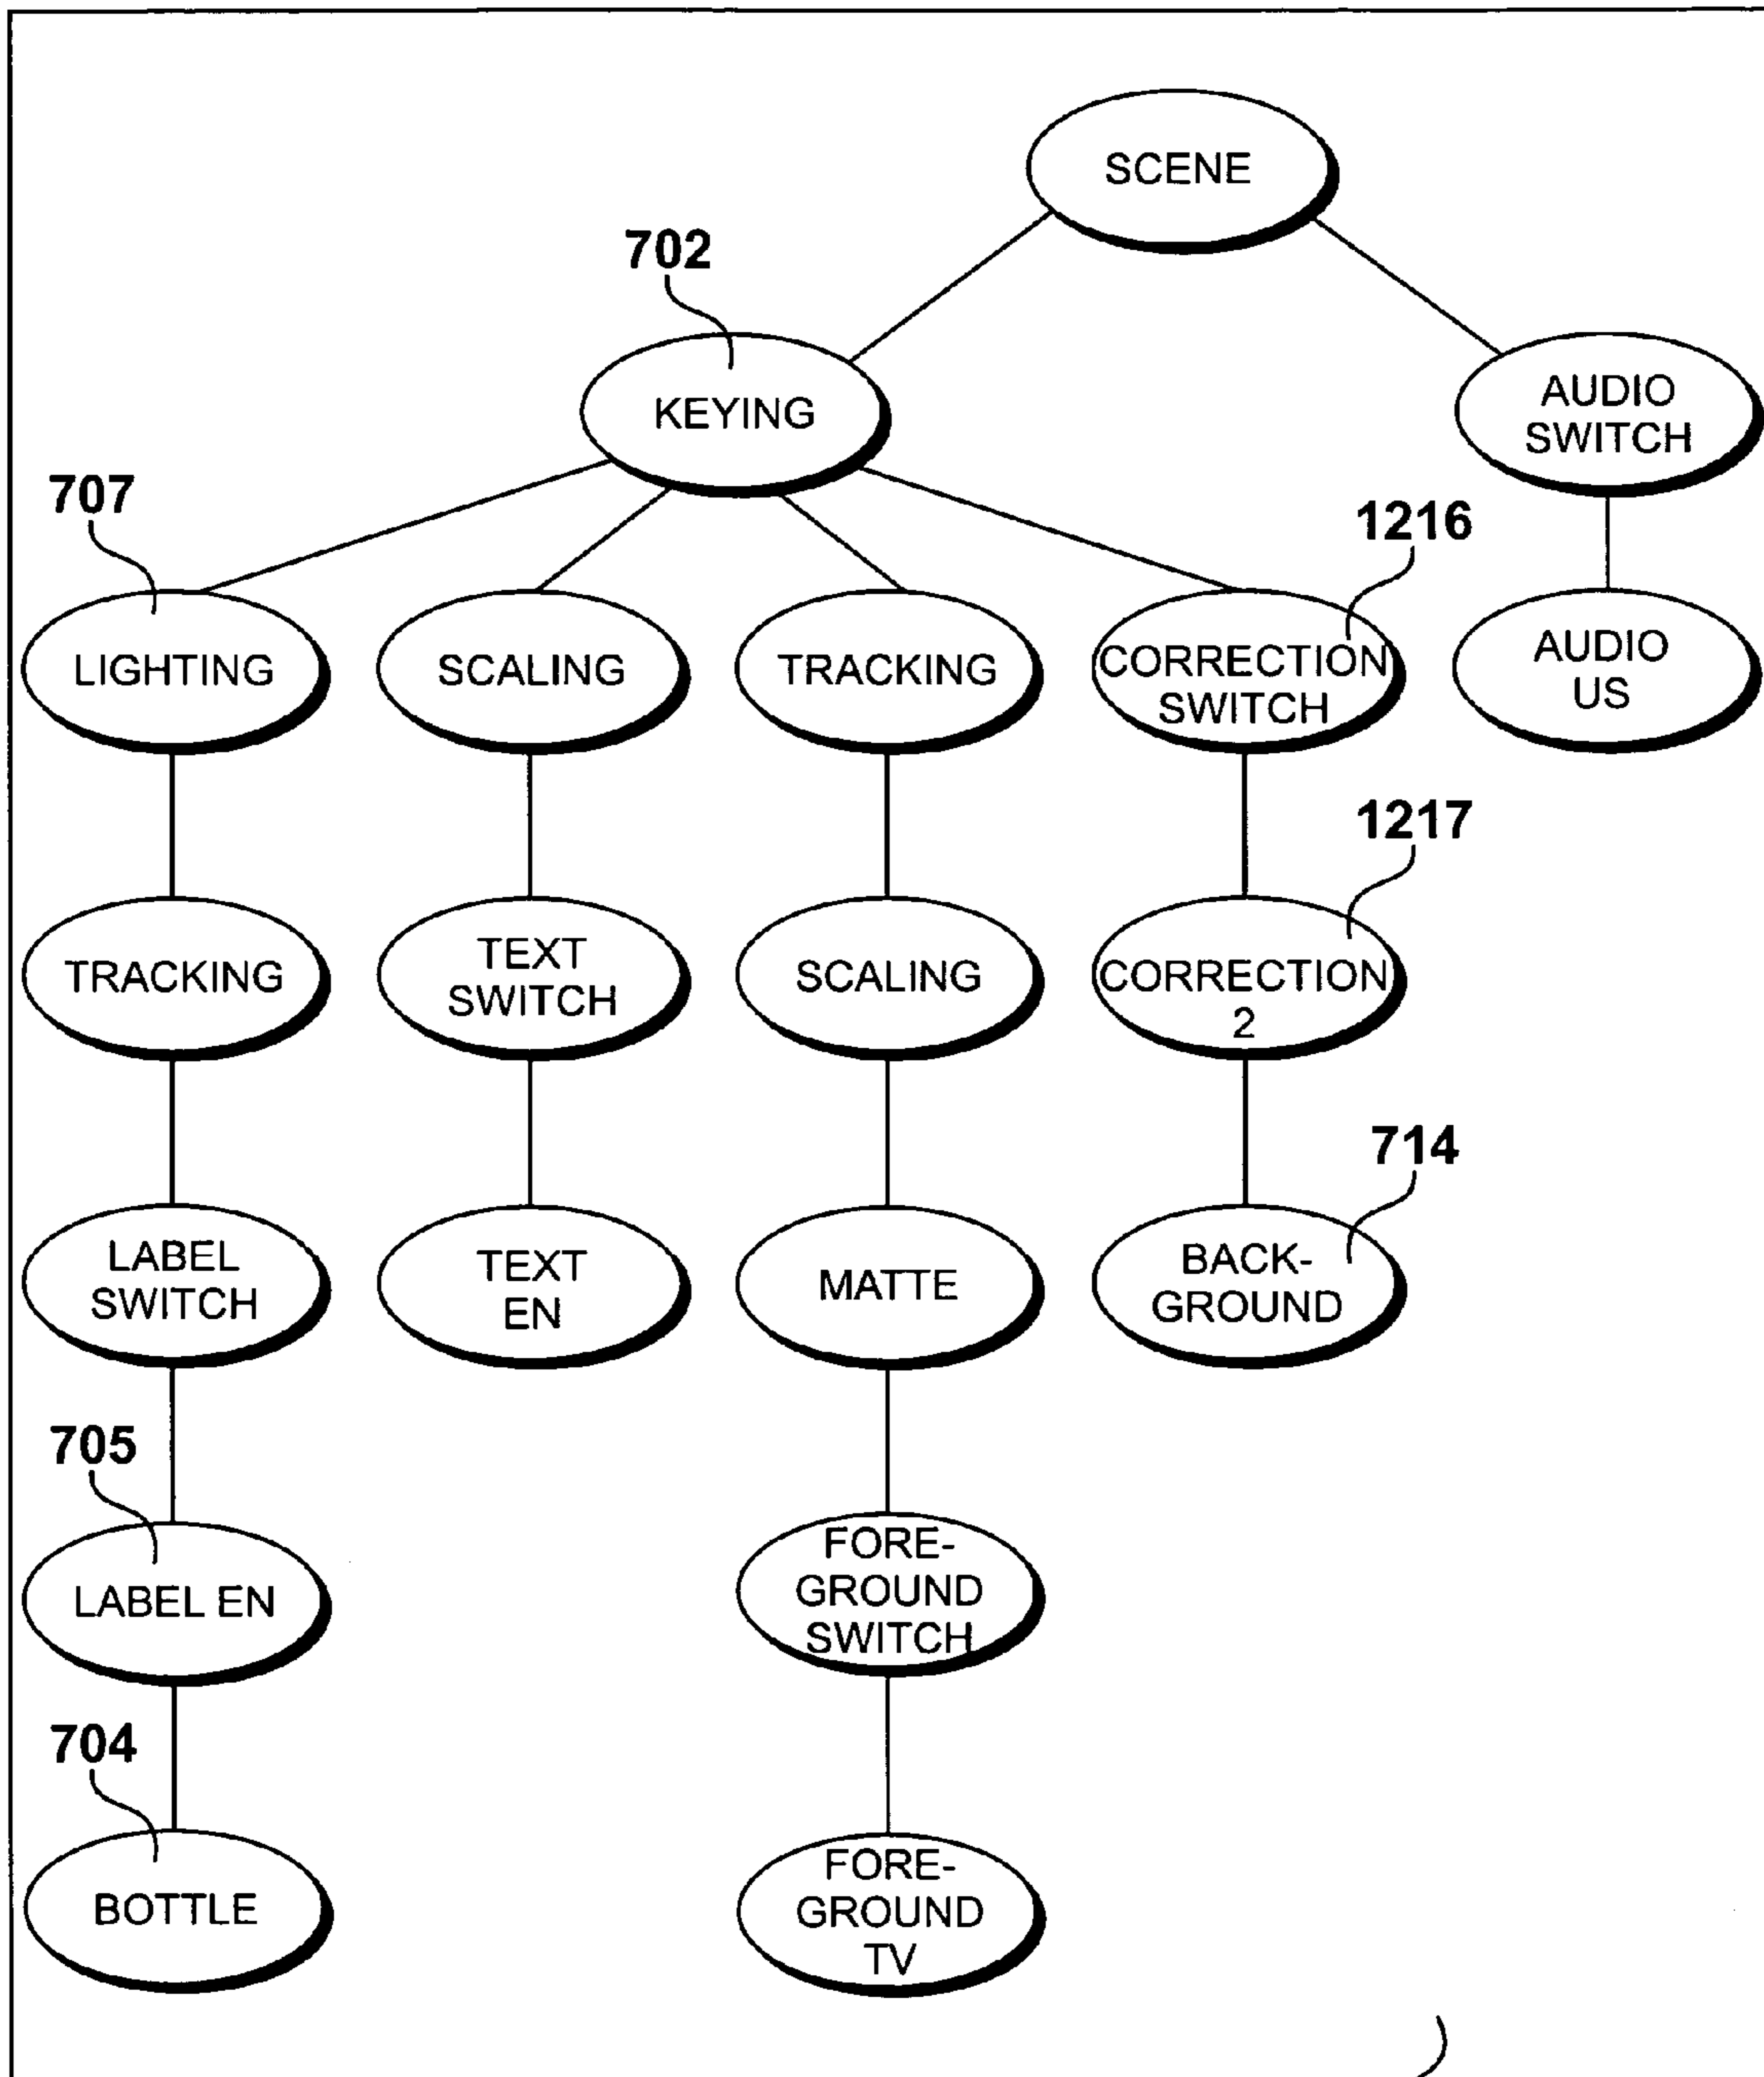 SCENE
702
KEYING
AUDIO
SWITCH
707
1216
LIGHTING
SCALING
TRACKING
CORRECTION
SWITCH
AUDIO
US
1217
TRACKING
TEXT
SWITCH
SCALING
CORRECTION
2
714
LABEL
SWITCH
TEXT
EN
MATTE
BACK-
GROUND
705
LABEL EN
FORE-
GROUND
SWITCH
704
BOTTLE
FORE-
GROUND
TV